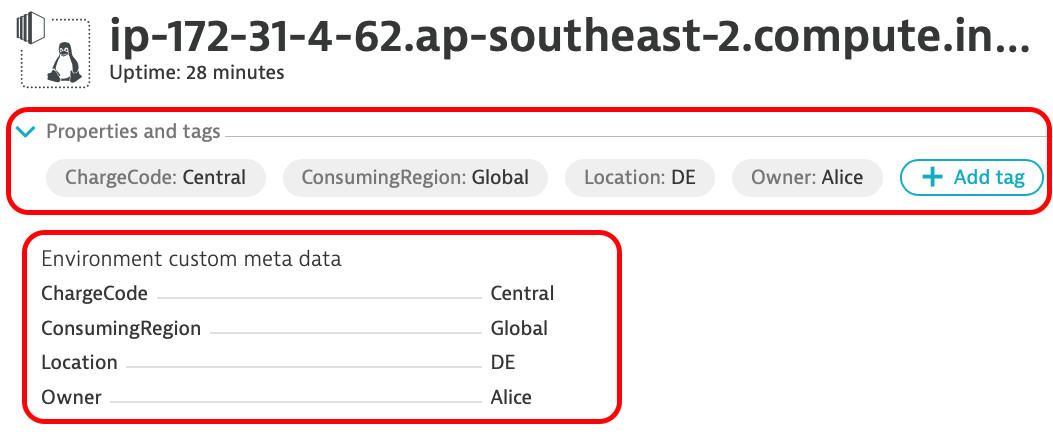 ip-172-31-4-62.ap-southeast-2.compute.in...
Uptime: 28 minutes
Properties and tags
ChargeCode: Central ConsumingRegion: Global Location: DE Owner: Alice + Add tag
Environment custom meta data
ChargeCode Central
ConsumingRegion Global
Location DE
Owner Alice